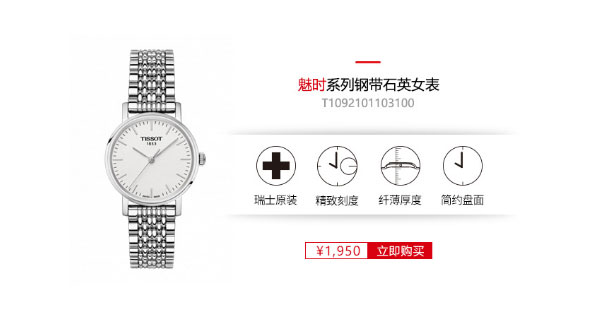 TISSOT
1853
魅时系列钢带石英女表
T1092101103100
瑞士原装 精致刻度 纤薄厚度 简约盘面
¥1,950 立即购买